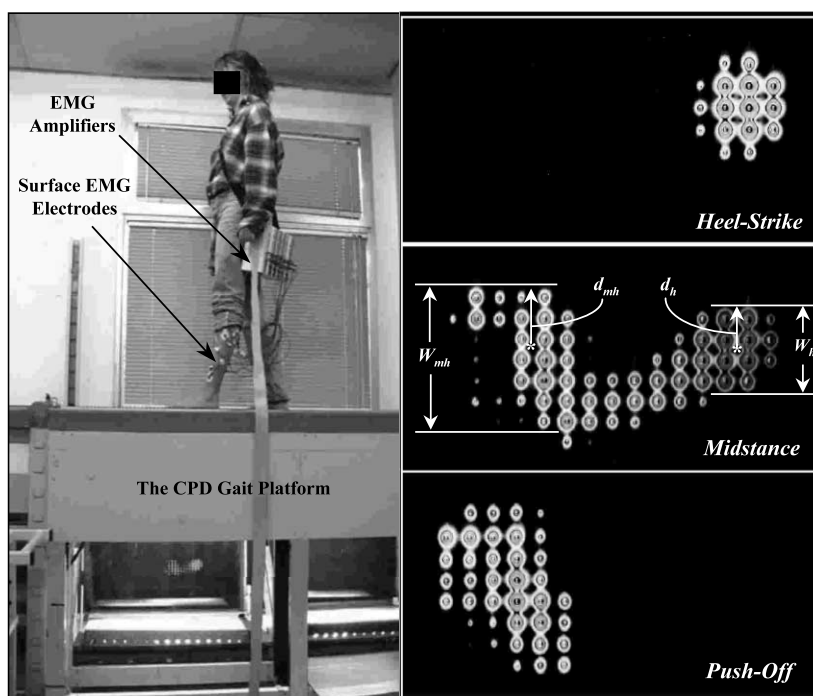 EMG
Amplifiers
Surface EMG
Electrodes
The CPD Gait Platform
Heel-Strike
d_mh
d_h
W_mh
W_h
Midstance
Push-Off